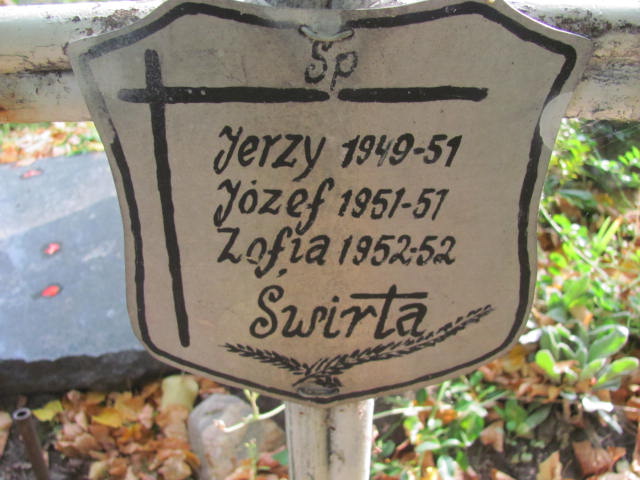 Śp
Jerzy 1949-51
Józef 1951-51
Zofia 1952-52
Świrta